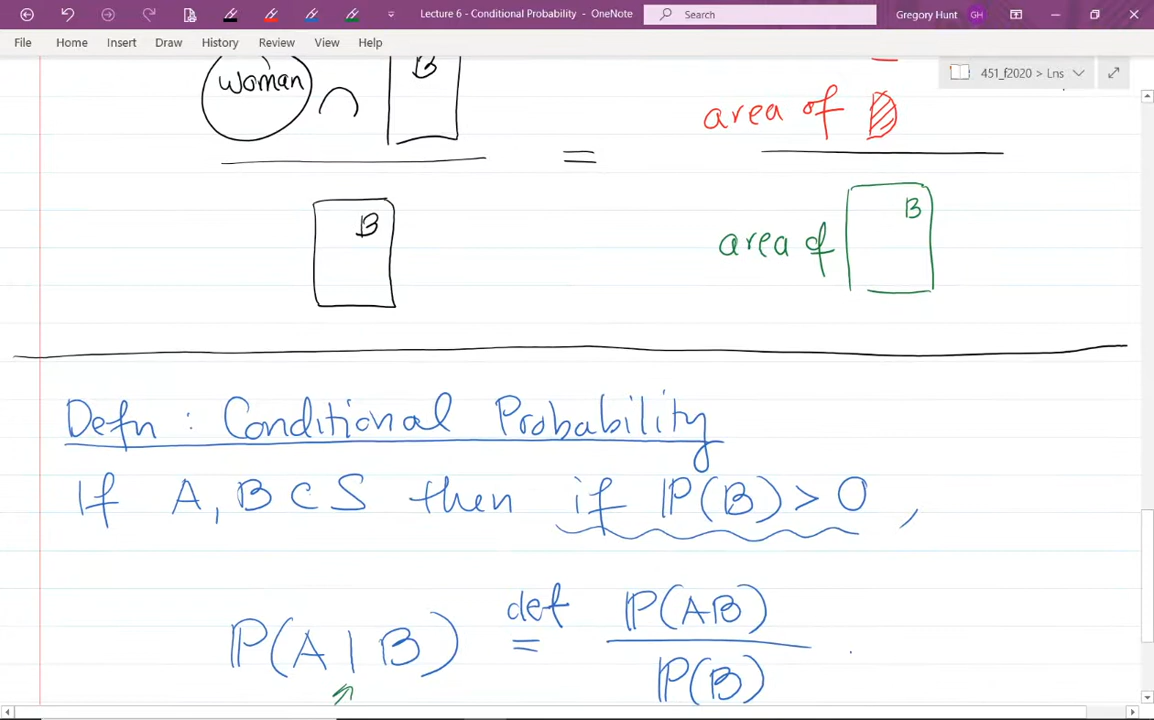 Lecture 6 - Conditional Probability - OneNote
Search
Gregory Hunt GH
File Home Insert Draw History Review View Help
451_f2020 > Lns
woman ∩ B
area of
=
B
area of B
Defn : Conditional Probability
If A, B ⊂ S then if P(B) > 0 ,
P(A | B) def = P(AB) / P(B)